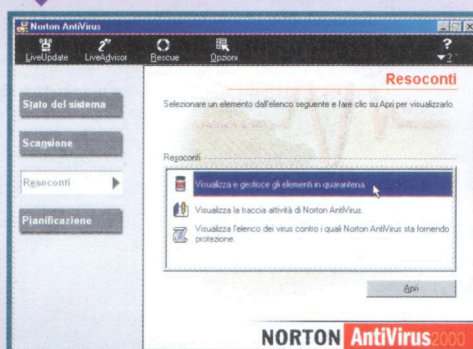 Norton AntiVirus
LiveUpdate LiveAdvisor Rescue Opzioni ?
Resoconti
Stato del sistema
Scansione
Resoconti
Pianificazione
Selezionare un elemento dall'elenco seguente e fare clic su Apri per visualizzarlo.
Resoconti
Visualizza e gestisce gli elementi in quarantena
Visualizza la traccia attività di Norton AntiVirus.
Visualizza l'elenco dei virus contro i quali Norton AntiVirus sta fornendo
protezione.
Apri
NORTON AntiVirus 2000